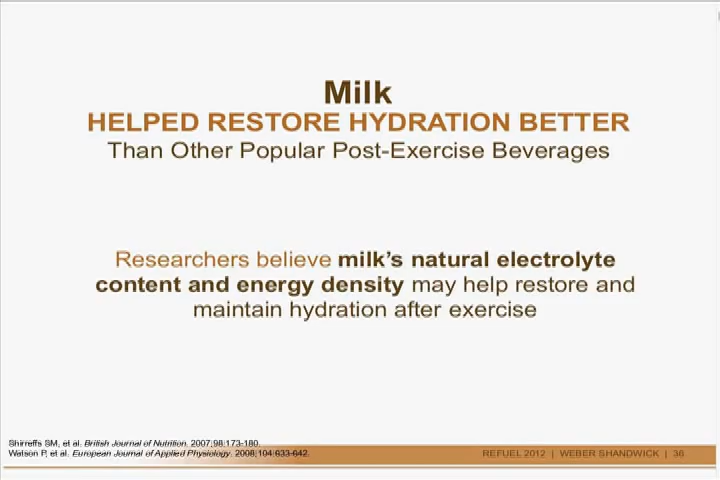 Milk
HELPED RESTORE HYDRATION BETTER
Than Other Popular Post-Exercise Beverages
Researchers believe milk's natural electrolyte
content and energy density may help restore and
maintain hydration after exercise
Shirreffs SM, et al. British Journal of Nutrition. 2007;98:173-180.
Watson P, et al. European Journal of Applied Physiology. 2008;104:633-642.
REFUEL 2012 | WEBER SHANDWICK | 36